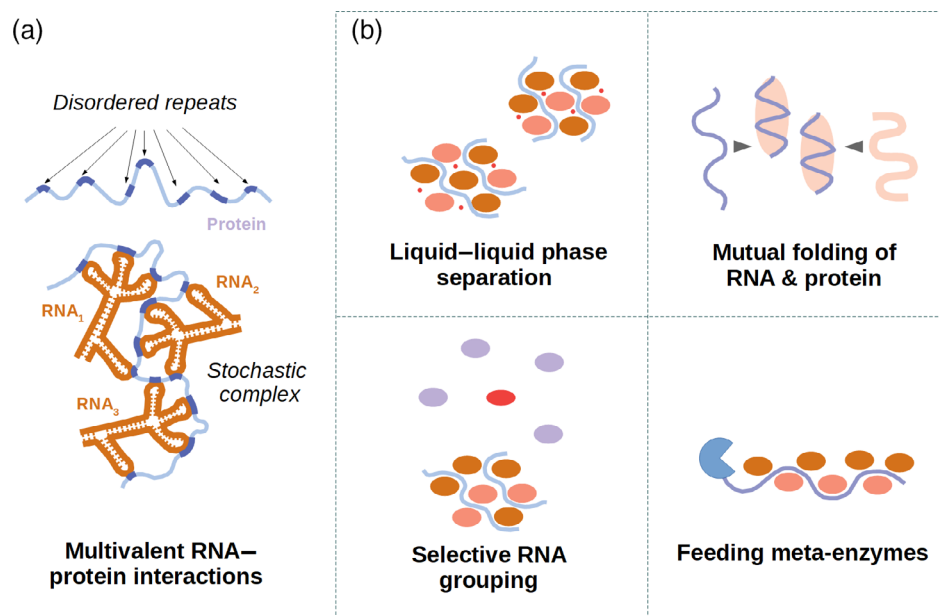 (a)
Disordered repeats
Protein
RNA1
RNA2
Stochastic
complex
RNA3
Multivalent RNA–
protein interactions
(b)
Liquid–liquid phase
separation
Mutual folding of
RNA & protein
Selective RNA
grouping
Feeding meta-enzymes